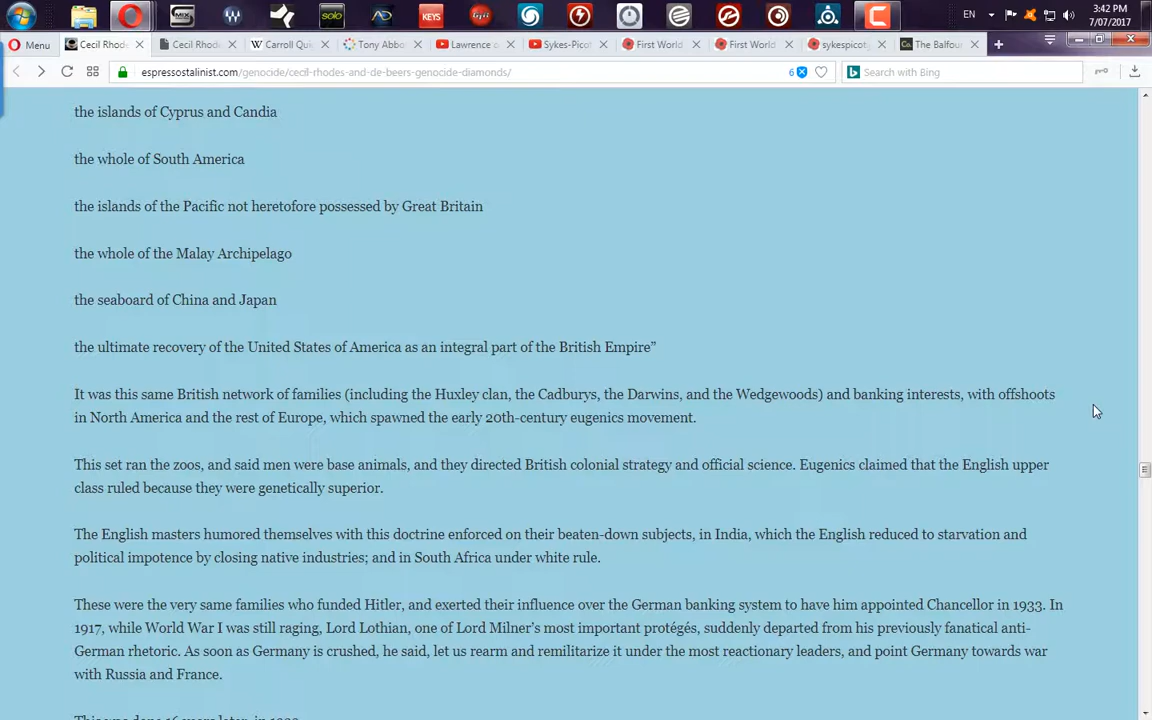 KEYS
EN
3:42 PM
7/07/2017
Menu
Cecil Rhod
Cecil Rhod
W Carroll Qui
Tony Abbo
Lawrence o
Sykes-Picot
First World
First World
sykespicot
Co. The Balfou
espressostalinist.com/genocide/cecil-rhodes-and-de-beers-genocide-diamonds/
6
Search with Bing
the islands of Cyprus and Candia
the whole of South America
the islands of the Pacific not heretofore possessed by Great Britain
the whole of the Malay Archipelago
the seaboard of China and Japan
the ultimate recovery of the United States of America as an integral part of the British Empire”
It was this same British network of families (including the Huxley clan, the Cadburys, the Darwins, and the Wedgewoods) and banking interests, with offshoots
in North America and the rest of Europe, which spawned the early 20th-century eugenics movement.
This set ran the zoos, and said men were base animals, and they directed British colonial strategy and official science. Eugenics claimed that the English upper
class ruled because they were genetically superior.
The English masters humored themselves with this doctrine enforced on their beaten-down subjects, in India, which the English reduced to starvation and
political impotence by closing native industries; and in South Africa under white rule.
These were the very same families who funded Hitler, and exerted their influence over the German banking system to have him appointed Chancellor in 1933. In
1917, while World War I was still raging, Lord Lothian, one of Lord Milner’s most important protégés, suddenly departed from his previously fanatical anti-
German rhetoric. As soon as Germany is crushed, he said, let us rearm and remilitarize it under the most reactionary leaders, and point Germany towards war
with Russia and France.
This was done 16 years later, in 1933